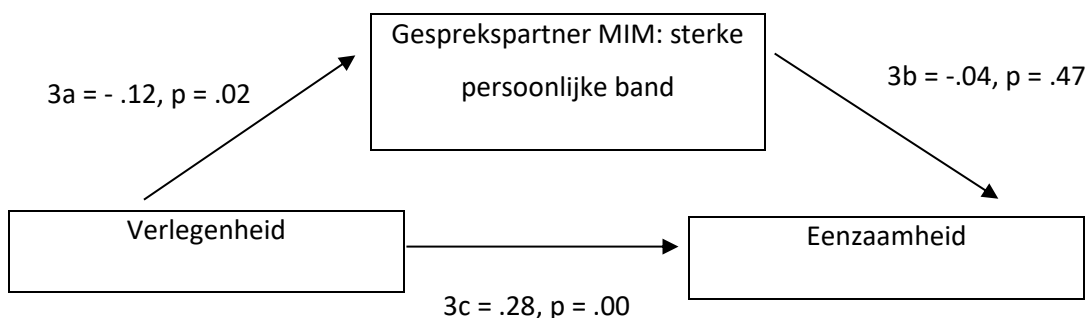 Gesprekspartner MIM: sterke
persoonlijke band
3a = - .12, p = .02
3b = -.04, p = .47
Verlegenheid
Eenzaamheid
3c = .28, p = .00